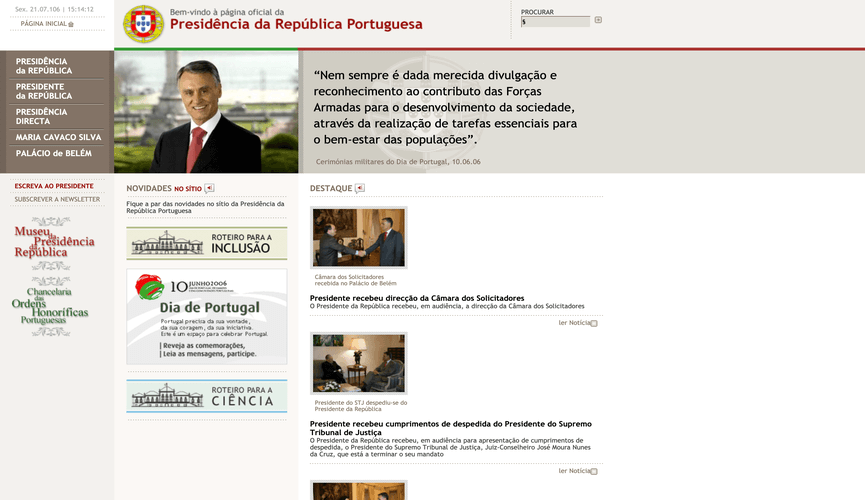 Sex. 21.07.106 | 15:14:12
PÁGINA INICIAL
Bem-vindo à página oficial da
Presidência da República Portuguesa
PROCURAR
s
PRESIDÊNCIA
da REPÚBLICA
PRESIDENTE
da REPÚBLICA
PRESIDÊNCIA
DIRECTA
MARIA CAVACO SILVA
PALÁCIO de BELÉM
“Nem sempre é dada merecida divulgação e
reconhecimento ao contributo das Forças
Armadas para o desenvolvimento da sociedade,
através da realização de tarefas essenciais para
o bem-estar das populações”.
Cerimónias militares do Dia de Portugal, 10.06.06
ESCREVA AO PRESIDENTE
SUBSCREVER A NEWSLETTER
Museu
da Presidência
da República
Chancelaria
das
Ordens
Honoríficas
Portuguesas
NOVIDADES NO SÍTIO
Fique a par das novidades no sítio da Presidência da
República Portuguesa
ROTEIRO PARA A
INCLUSÃO
10 JUNHO2006
Dia de Portugal
Portugal precisa da sua vontade,
da sua coragem, da sua iniciativa.
Este é um espaço para celebrar Portugal.
Reveja as comemorações,
Leia as mensagens, participe.
ROTEIRO PARA A
CIÊNCIA
DESTAQUE
Câmara dos Solicitadores
recebida no Palácio de Belém
Presidente recebeu direcção da Câmara dos Solicitadores
O Presidente da República recebeu, em audiência, a direcção da Câmara dos Solicitadores
ler Notícia
Presidente do STJ despediu-se do
Presidente da República
Presidente recebeu cumprimentos de despedida do Presidente do Supremo
Tribunal de Justiça
O Presidente da República recebeu, em audiência para apresentação de cumprimentos de
despedida, o Presidente do Supremo Tribunal de Justiça, Juiz-Conselheiro José Moura Nunes
da Cruz, que está a terminar o seu mandato
ler Notícia